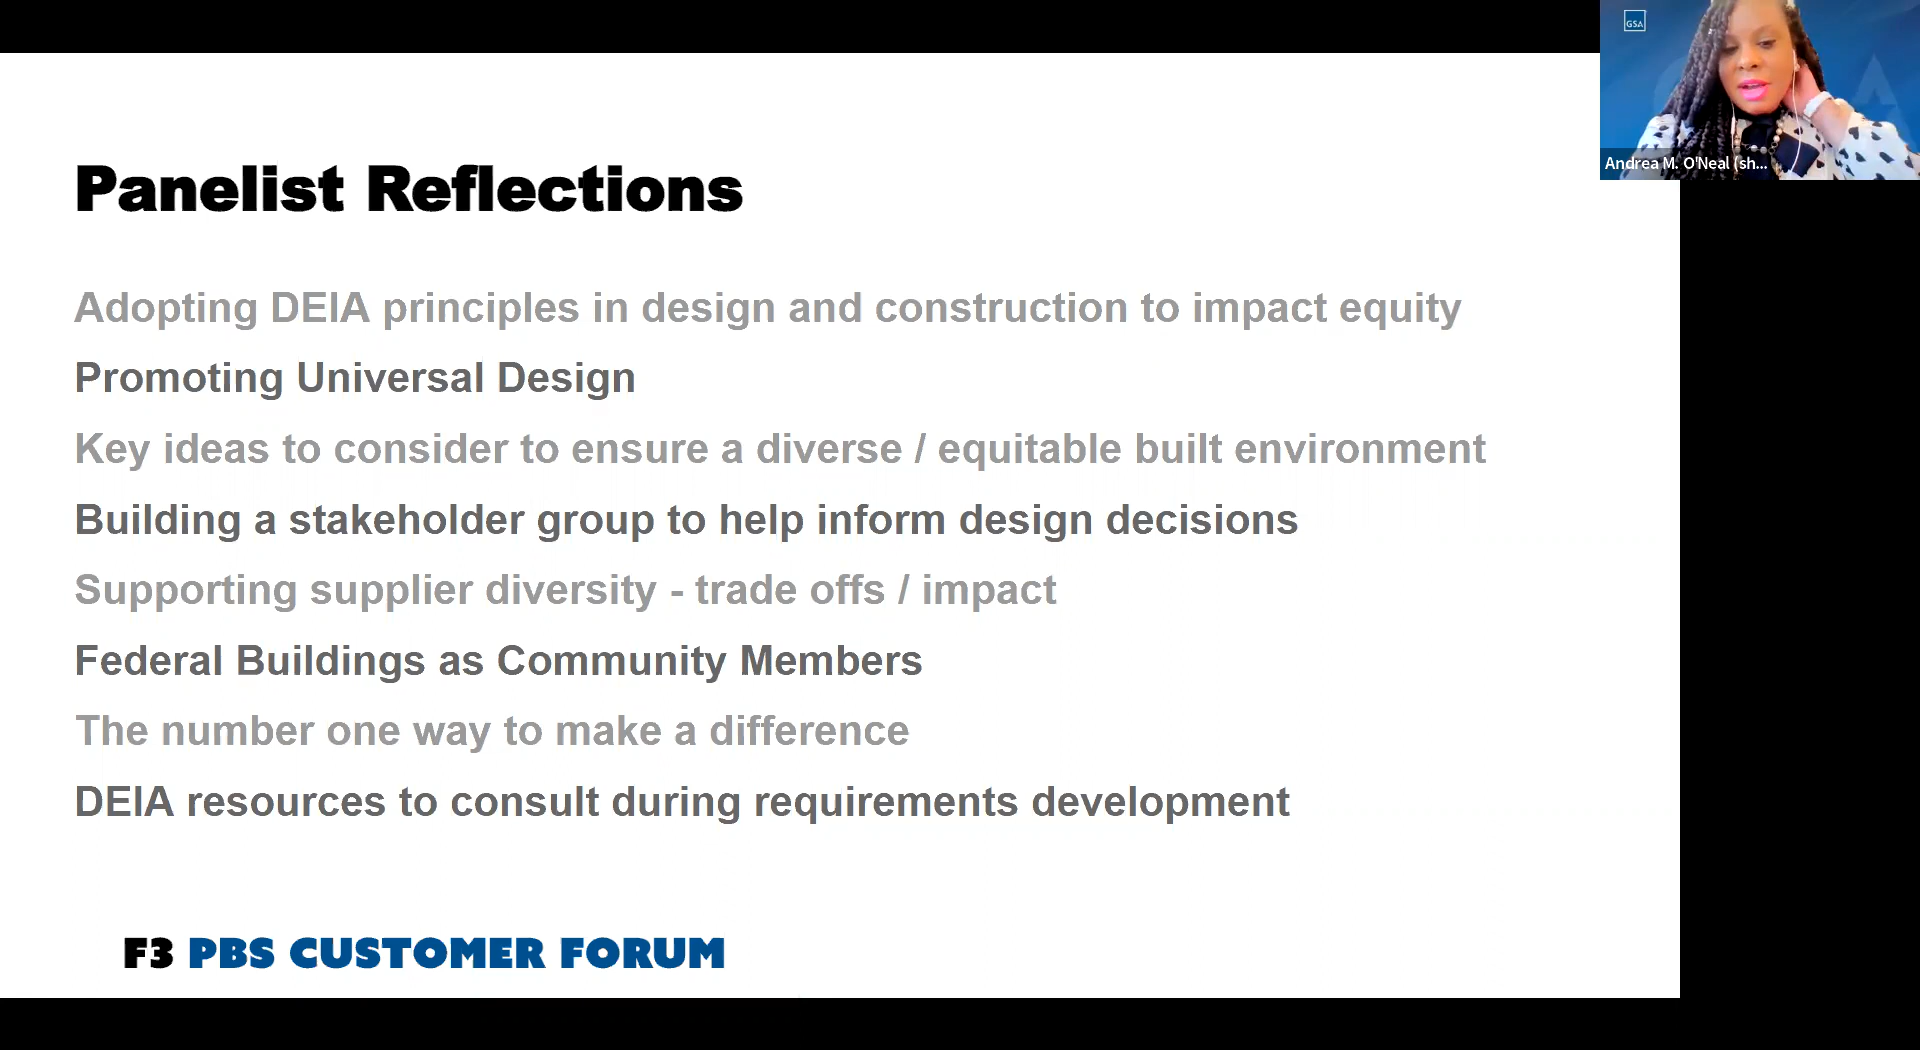 GSA
Andrea M. O'Neal (sh...
Panelist Reflections
Adopting DEIA principles in design and construction to impact equity
Promoting Universal Design
Key ideas to consider to ensure a diverse / equitable built environment
Building a stakeholder group to help inform design decisions
Supporting supplier diversity - trade offs / impact
Federal Buildings as Community Members
The number one way to make a difference
DEIA resources to consult during requirements development
F3 PBS CUSTOMER FORUM